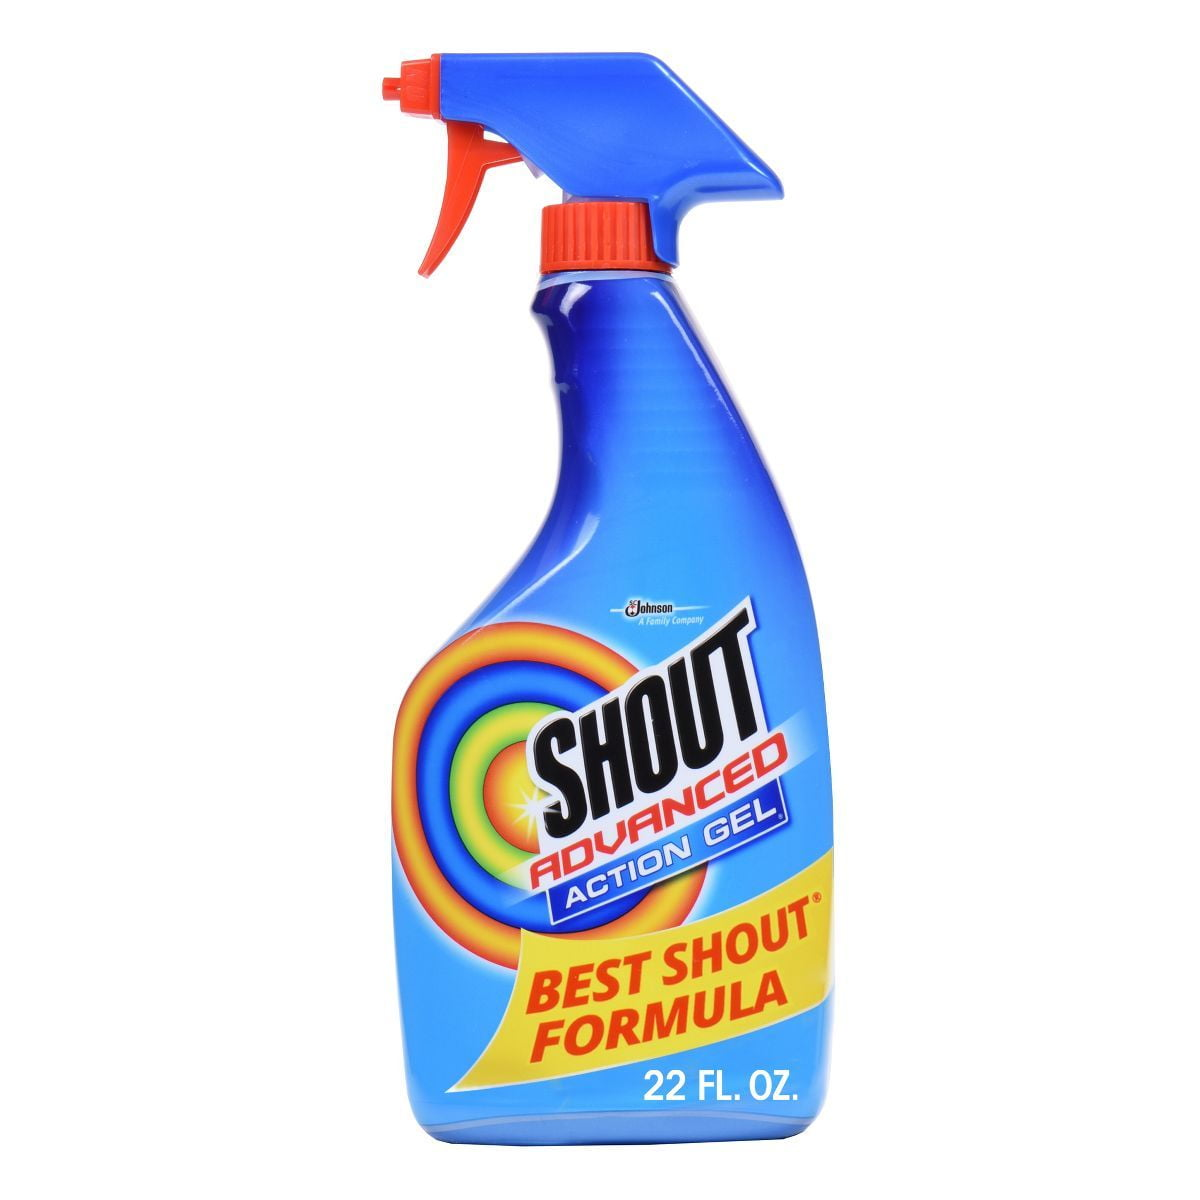 SC Johnson
A Family Company
SHOUT
ADVANCED
ACTION GEL®
BEST SHOUT®
FORMULA
22 FL. OZ.